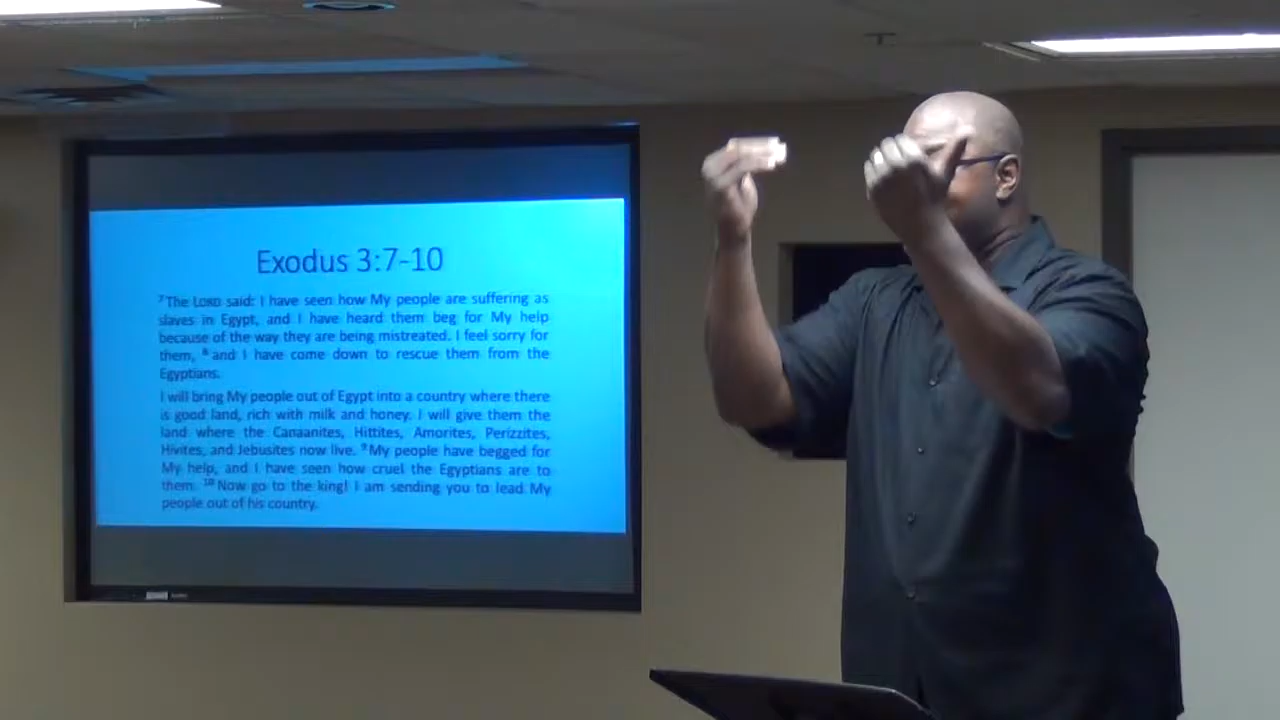 Exodus 3:7-10
7 The LORD said: I have seen how My people are suffering as
slaves in Egypt, and I have heard them beg for My help
because of the way they are being mistreated. I feel sorry for
them, 8 and I have come down to rescue them from the
Egyptians.
I will bring My people out of Egypt into a country where there
is good land, rich with milk and honey. I will give them the
land where the Canaanites, Hittites, Amorites, Perizzites,
Hivites, and Jebusites now live. 9 My people have begged for
My help, and I have seen how cruel the Egyptians are to
them. 10 Now go to the king! I am sending you to lead My
people out of his country.